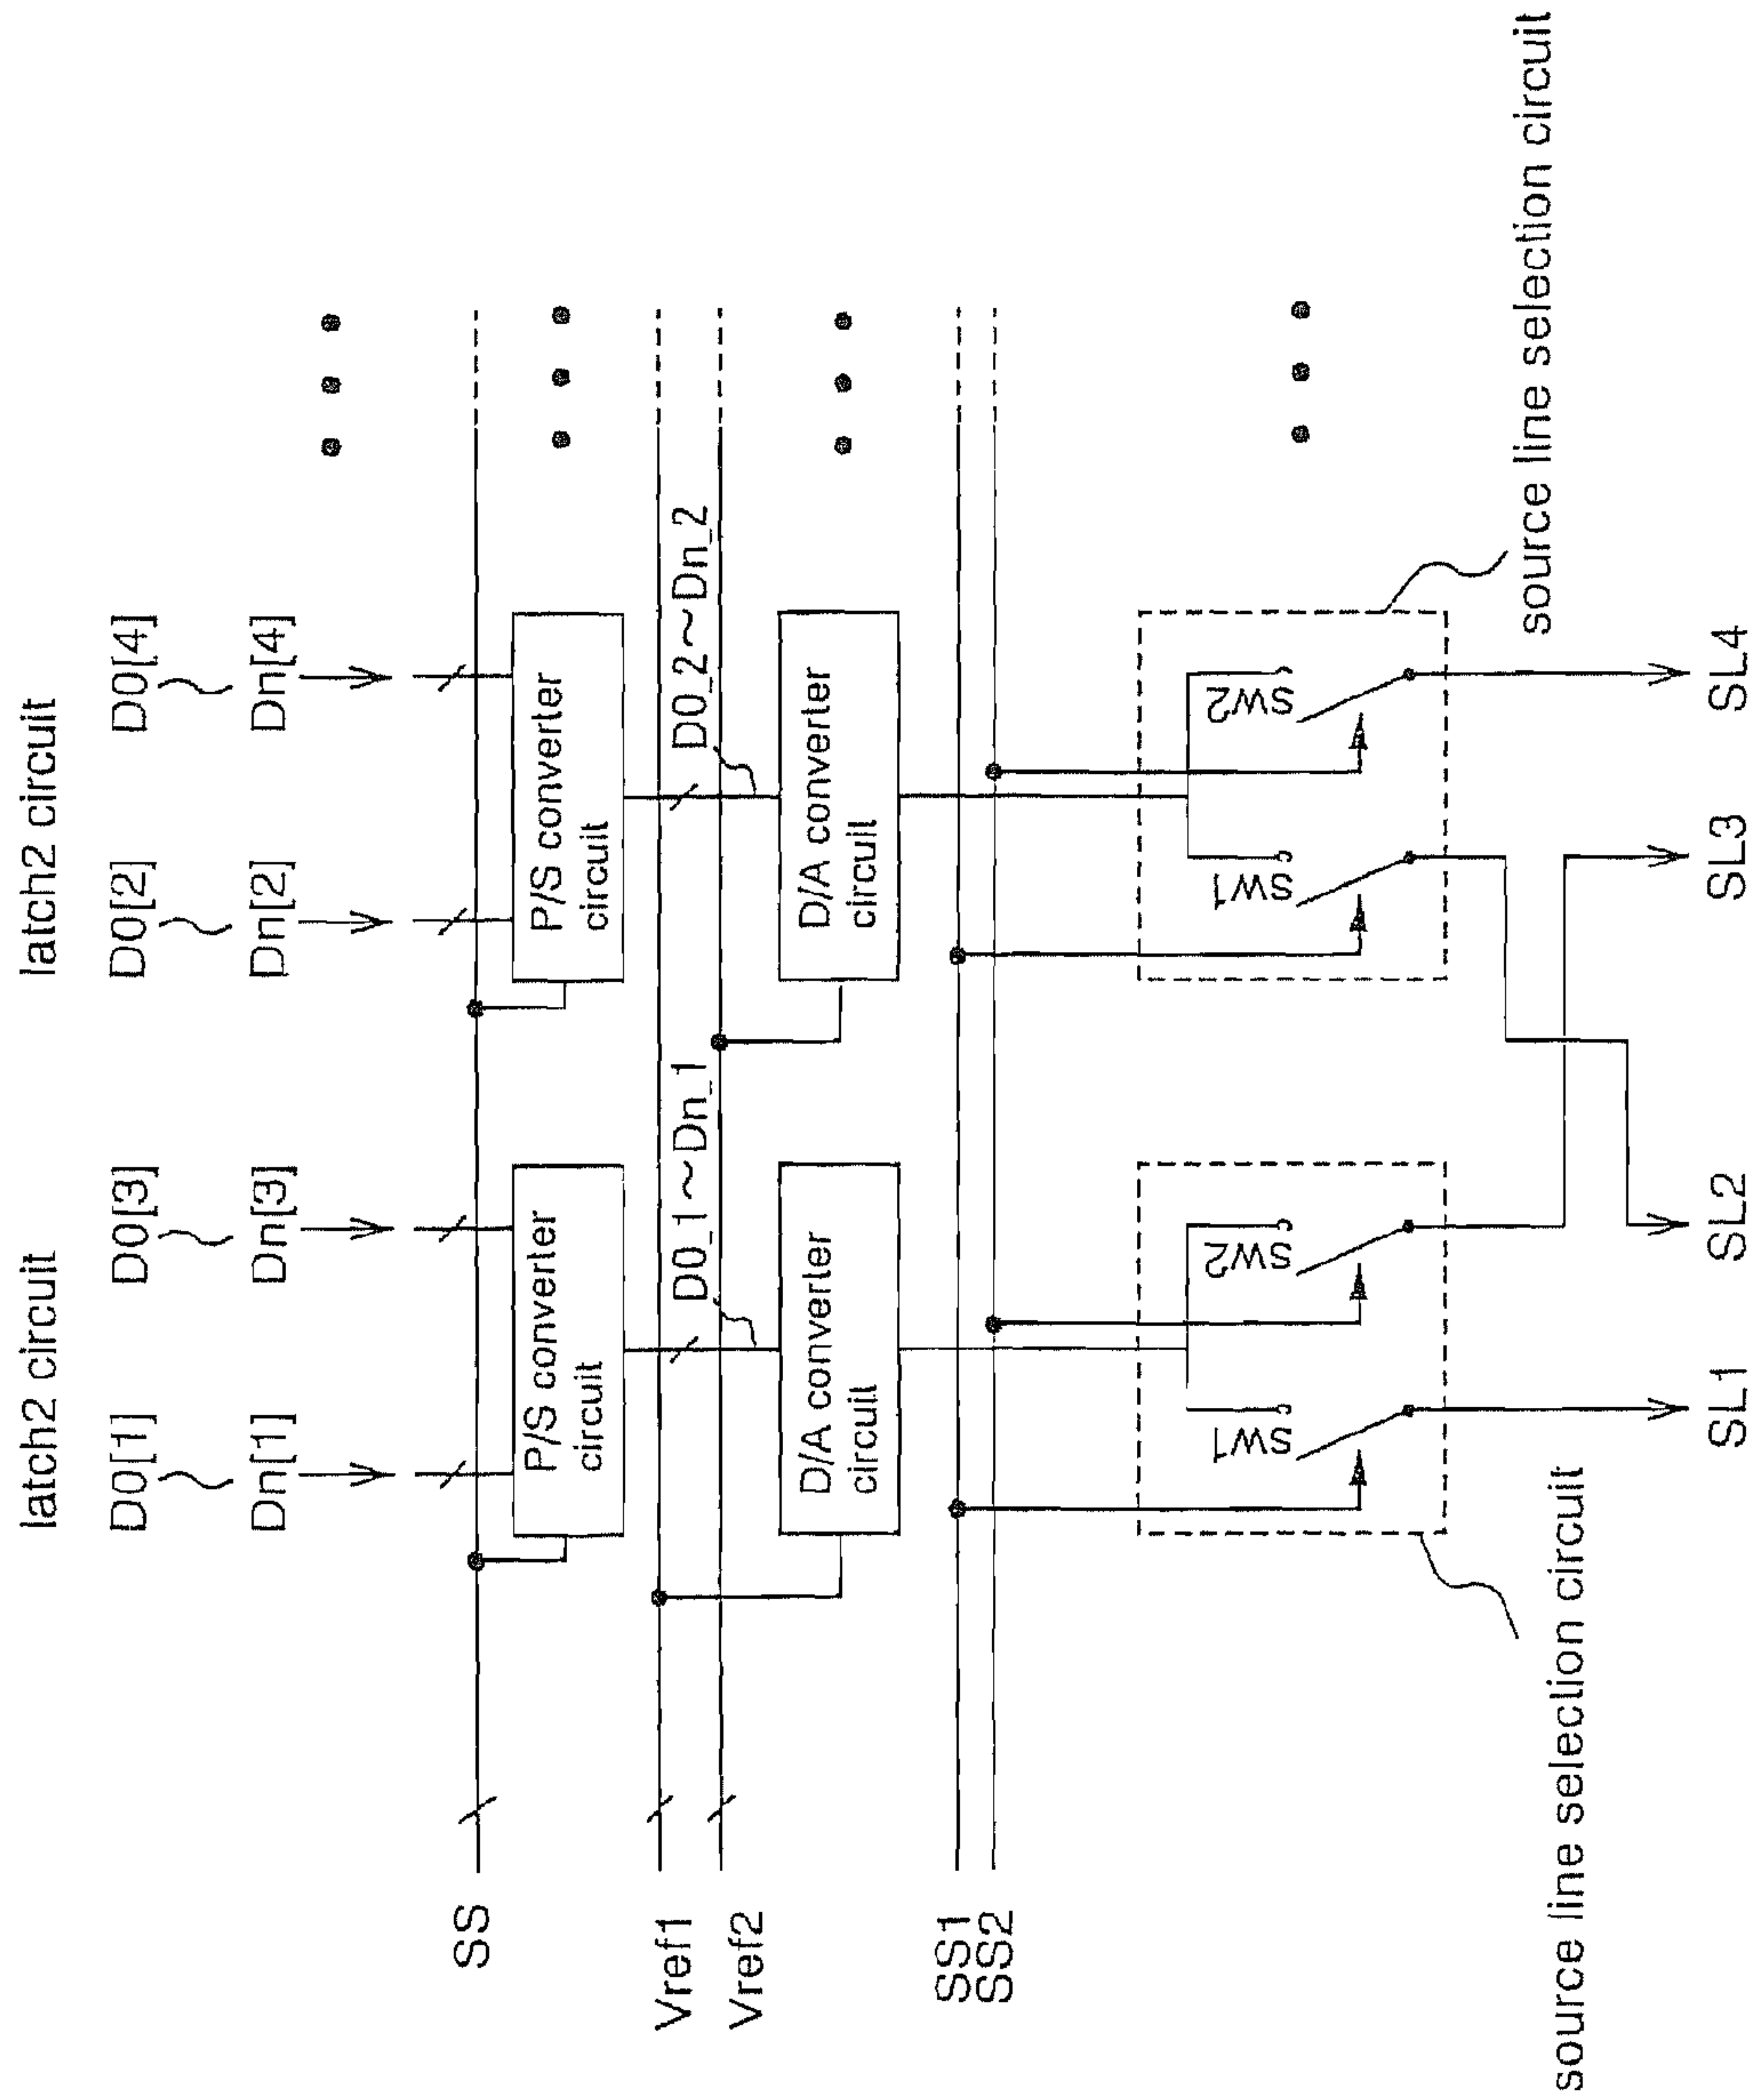 latch2 circuit
latch2 circuit
D0[1]
Dn[1]
D0[3]
Dn[3]
D0[2]
Dn[2]
D0[4]
Dn[4]
SS
P/S converter
circuit
P/S converter
circuit
Vref1
Vref2
D0_1~Dn_1
D0_2~Dn_2
D/A converter
circuit
D/A converter
circuit
SS1
SS2
SW1
SW2
SW1
SW2
source line selection circuit
source line selection circuit
SL1
SL2
SL3
SL4